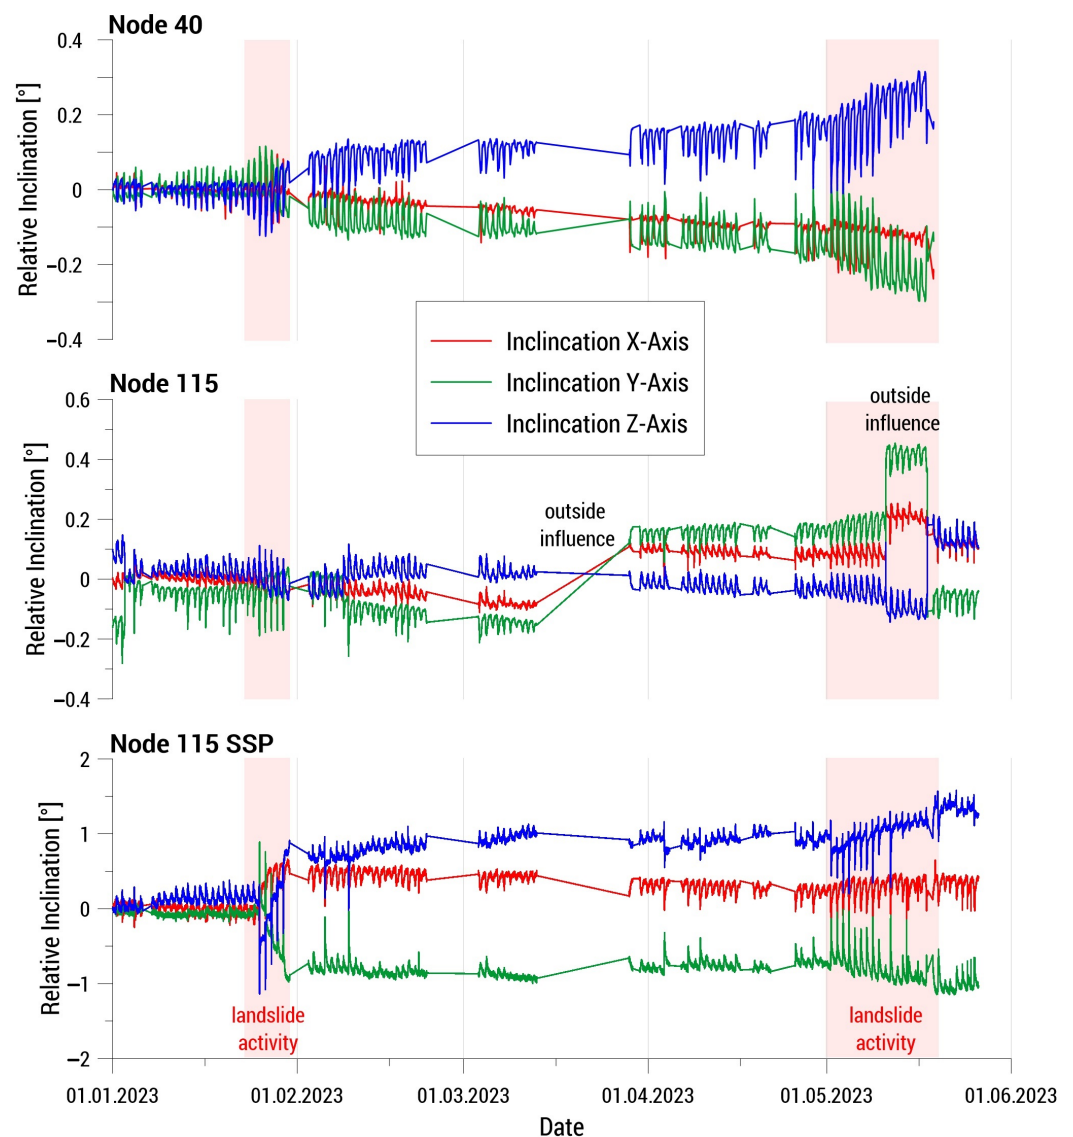 Node 40
0.4
0.2
0
−0.2
−0.4
Relative Inclination [°]
Inclincation X-Axis
Inclincation Y-Axis
Inclincation Z-Axis
Node 115
0.6
0.4
0.2
0
−0.2
−0.4
Relative Inclination [°]
outside
influence
outside
influence
Node 115 SSP
2
1
0
−1
−2
Relative Inclination [°]
landslide
activity
landslide
activity
01.01.2023
01.02.2023
01.03.2023
01.04.2023
01.05.2023
01.06.2023
Date